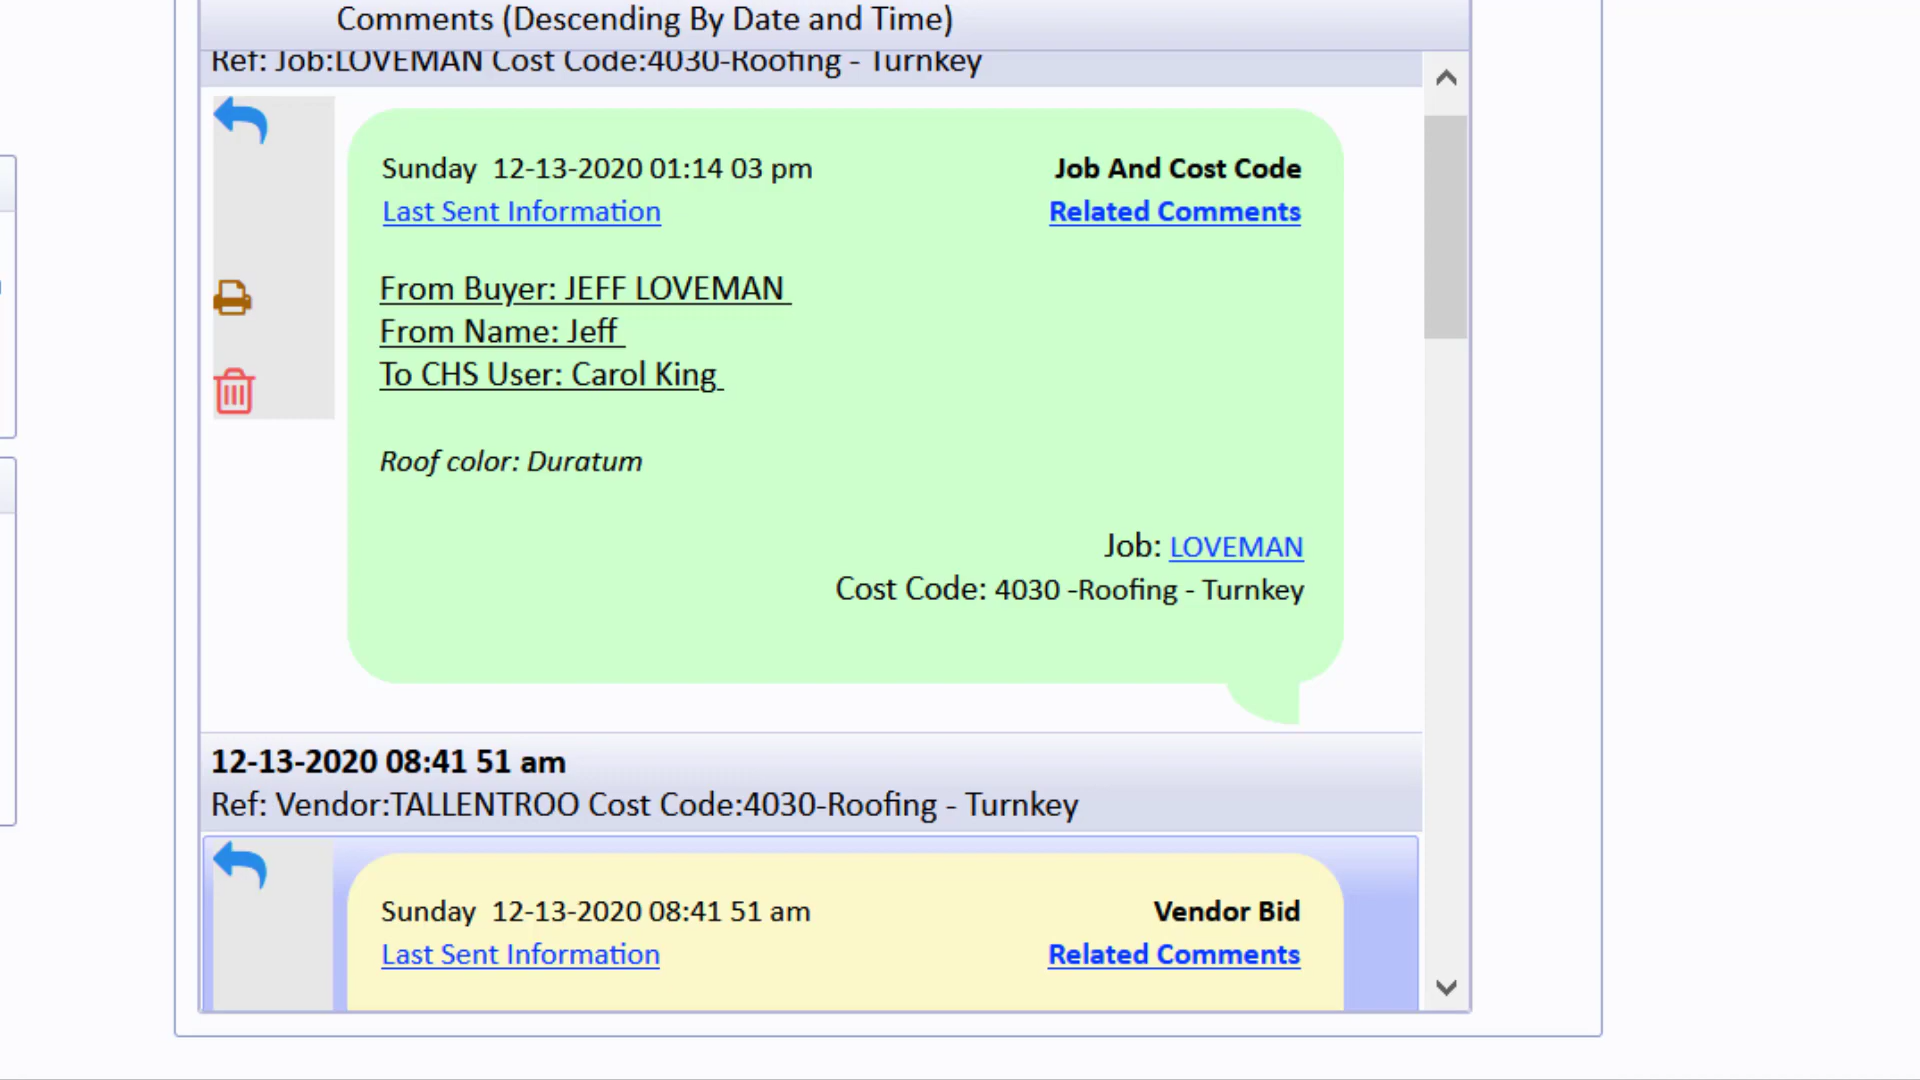 Comments (Descending By Date and Time)
Ref: Job:LOVEMAN Cost Code:4030-Roofing - Turnkey
Sunday 12-13-2020 01:14 03 pm
Job And Cost Code
Last Sent Information
Related Comments
From Buyer: JEFF LOVEMAN
From Name: Jeff
To CHS User: Carol King
Roof color: Duratum
Job: LOVEMAN
Cost Code: 4030 -Roofing - Turnkey
12-13-2020 08:41 51 am
Ref: Vendor:TALLENTROO Cost Code:4030-Roofing - Turnkey
Sunday 12-13-2020 08:41 51 am
Vendor Bid
Last Sent Information
Related Comments